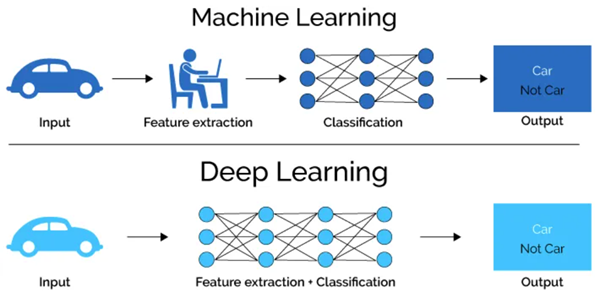 Machine Learning
Car
Not Car
Input
Feature extraction
Classification
Output
Deep Learning
Car
Not Car
Input
Feature extraction + Classification
Output